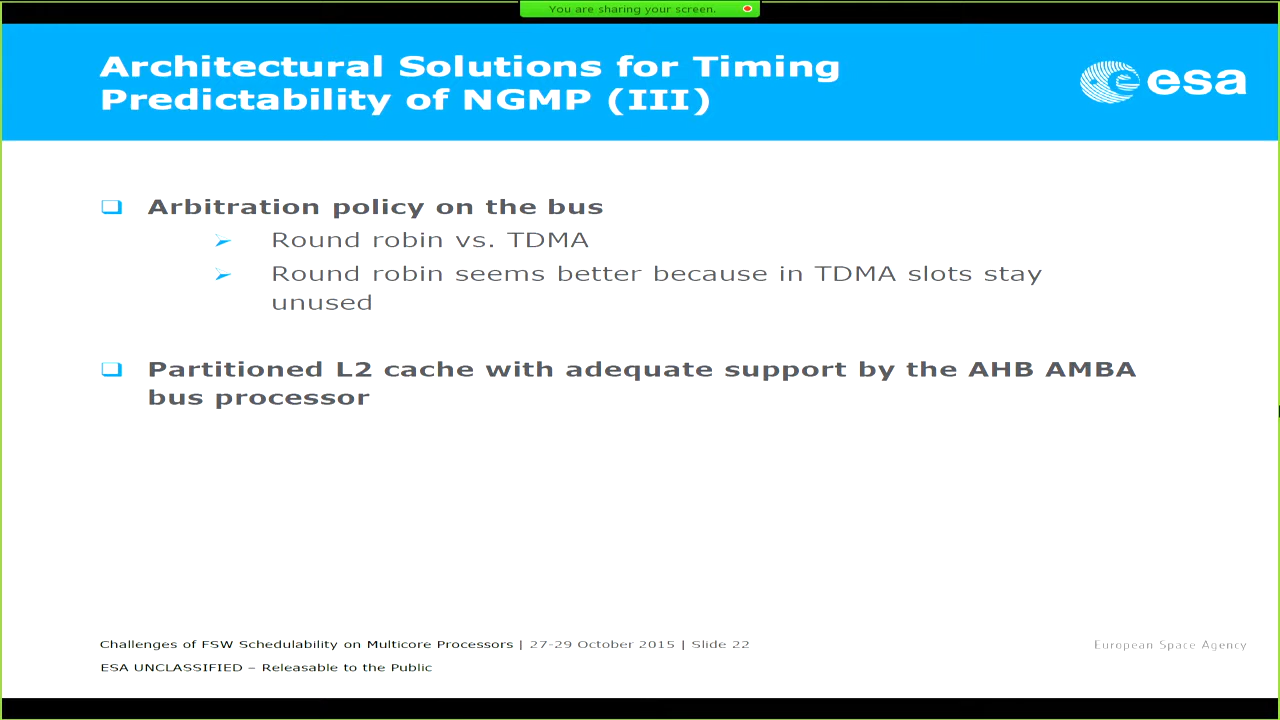 You are sharing your screen.
Architectural Solutions for Timing
Predictability of NGMP (III)
esa
Arbitration policy on the bus
Round robin vs. TDMA
Round robin seems better because in TDMA slots stay
unused
Partitioned L2 cache with adequate support by the AHB AMBA
bus processor
Challenges of FSW Schedulability on Multicore Processors | 27-29 October 2015 | Slide 22
European Space Agency
ESA UNCLASSIFIED – Releasable to the Public